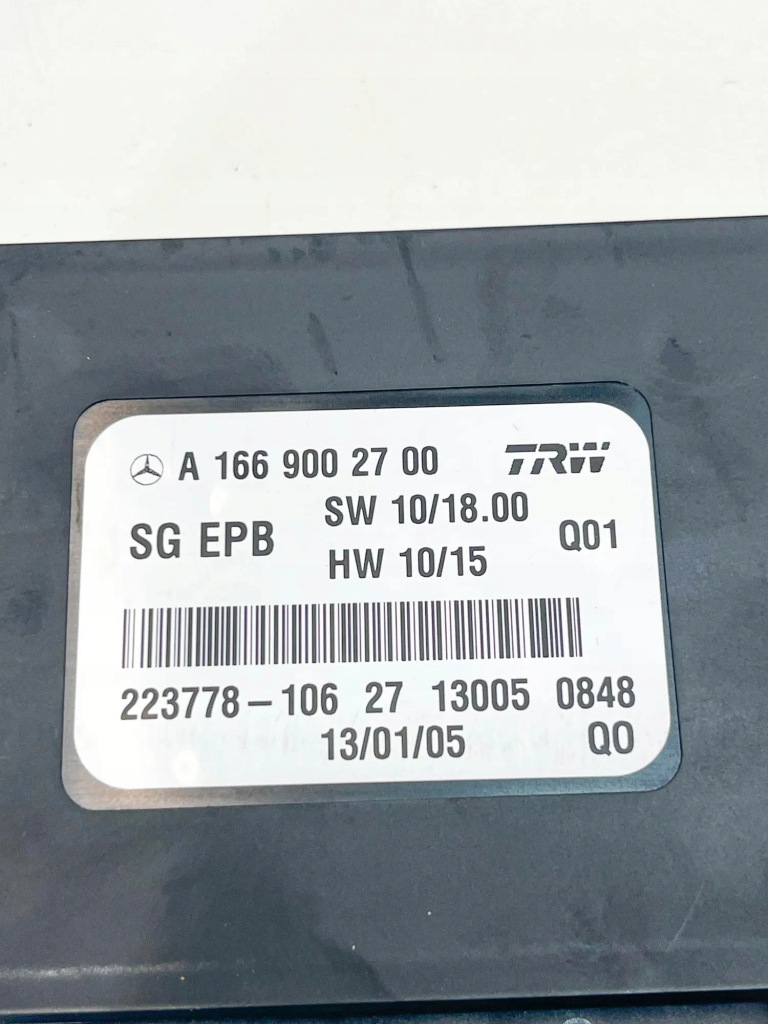 A 166 900 27 00 TRW
SW 10/18.00
SG EPB Q01
HW 10/15
223778-106 27 13005 0848
13/01/05 QO